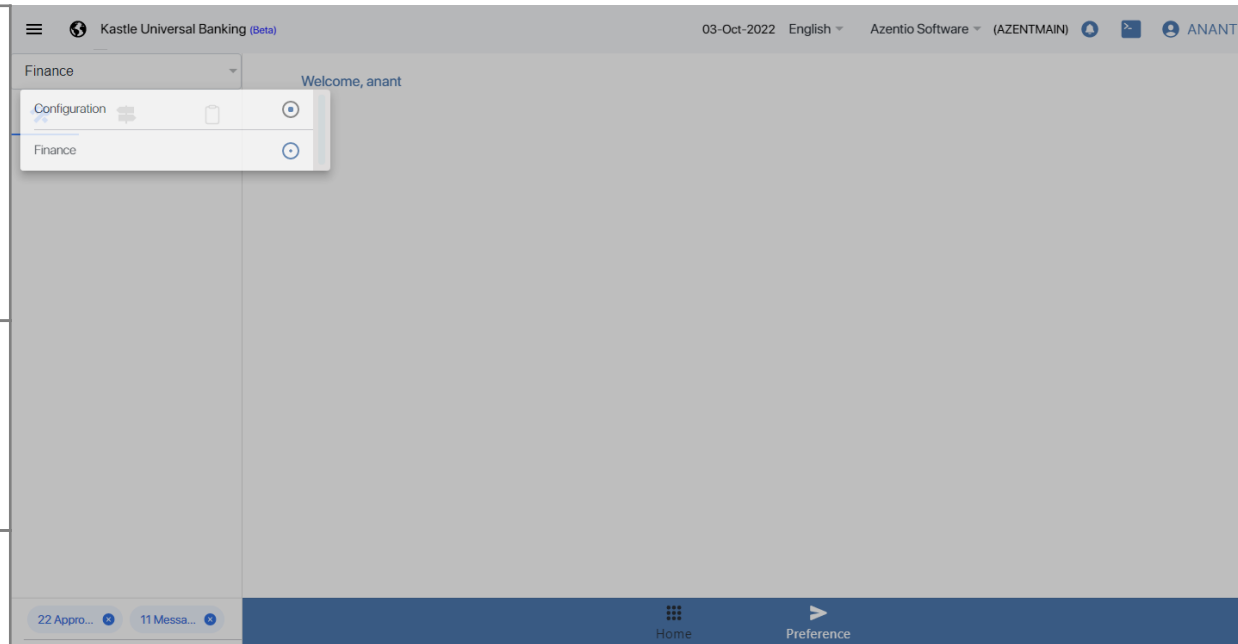 Kastle Universal Banking (Beta)
03-Oct-2022 English Azentio Software (AZENTMAIN) ANANT
Finance
Welcome, anant
Configuration
Finance
22 Appro... 11 Messa...
Home Preference